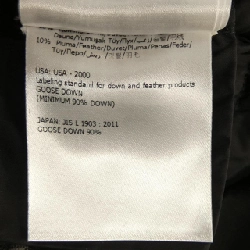 10% Piuma/Feather/Duvet/Pluma/Penas/Feder/
USA: USA - 2000
Labeling standard for down and feather products
GOOSE DOWN
(MINIMUM 90% DOWN)
JAPAN: JIS L 1903 : 2011
GOOSE DOWN 90%